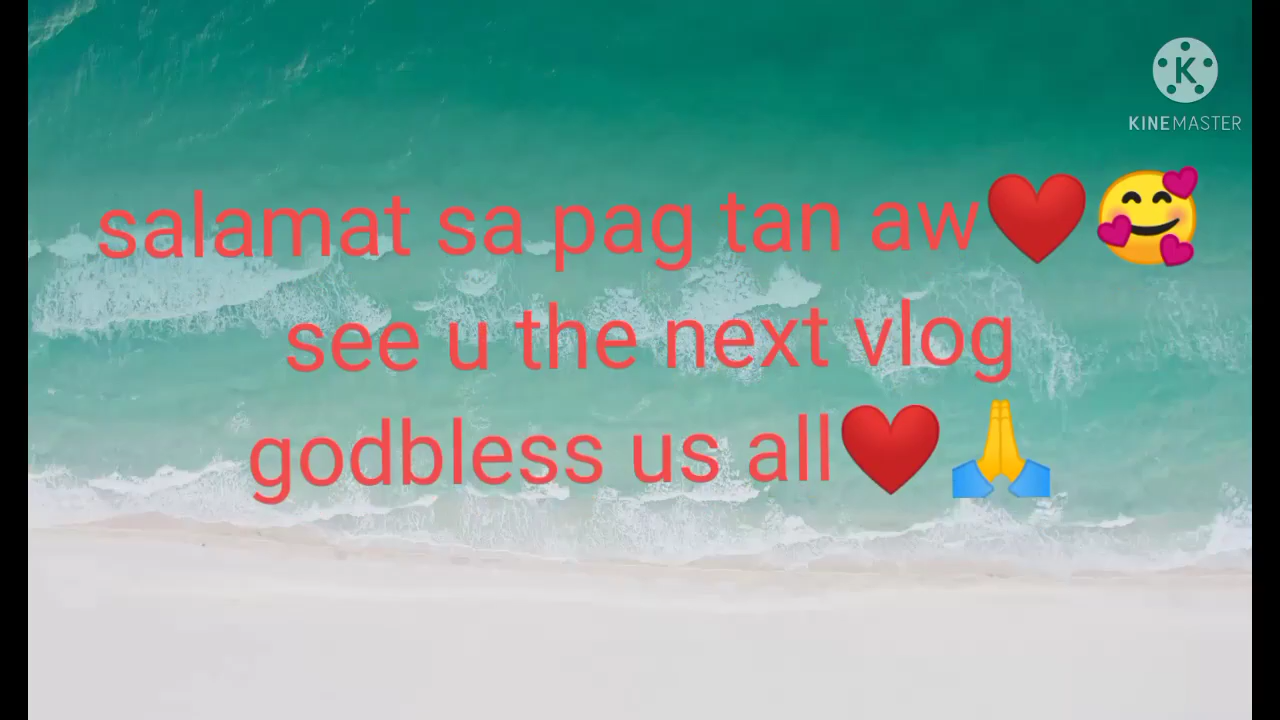 KINEMASTER
salamat sa pag tan aw❤️🥰
see u the next vlog
godbless us all❤️🙏